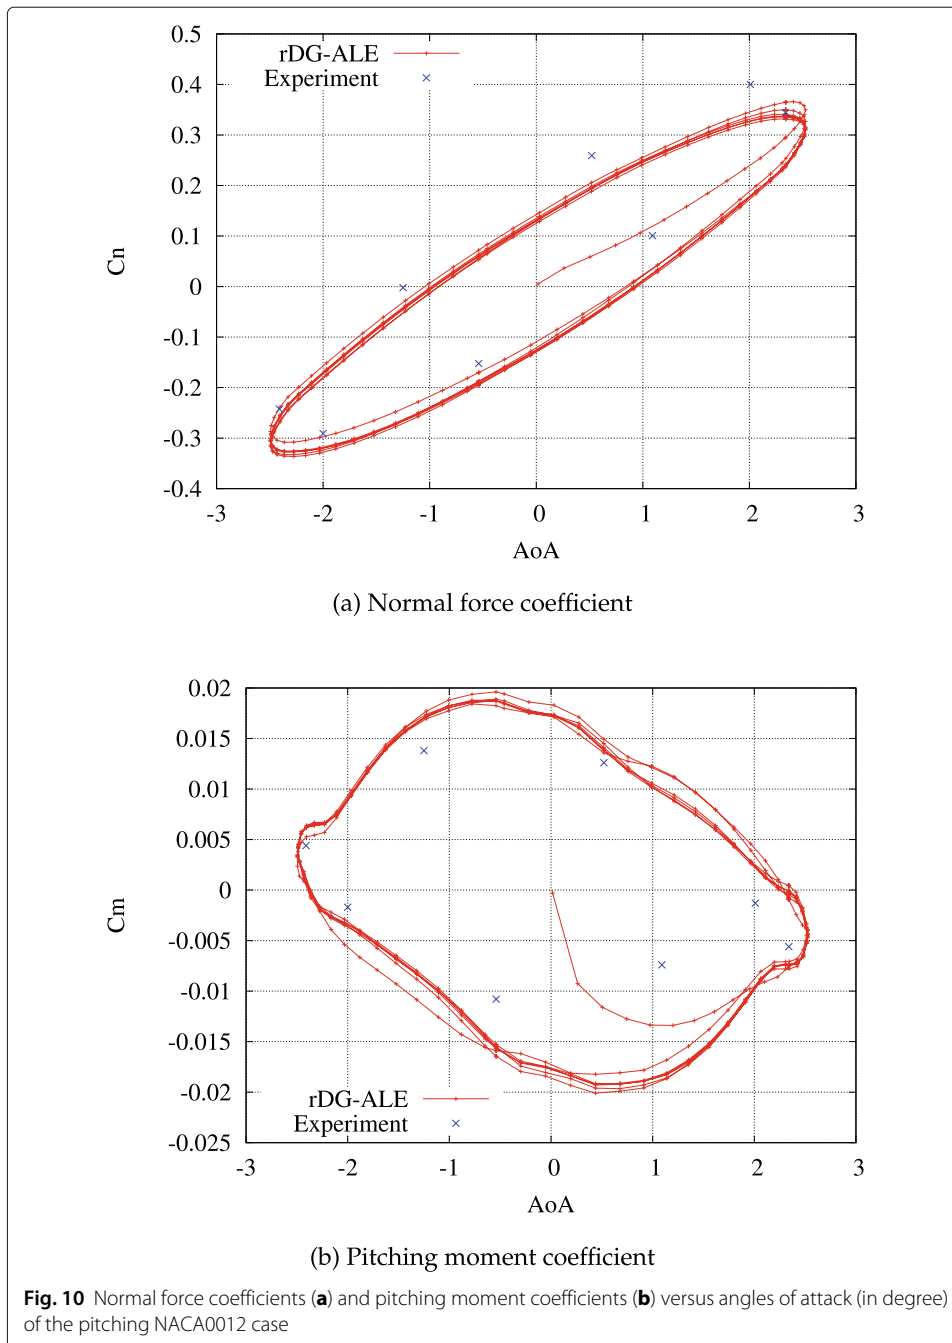 0.5
rDG-ALE
Experiment
0.4
0.3
0.2
0.1
0
-0.1
-0.2
-0.3
-0.4
Cn
-3 -2 -1 0 1 2 3
AoA
(a) Normal force coefficient
0.02
0.015
0.01
0.005
0
-0.005
-0.01
-0.015
-0.02
-0.025
Cm
rDG-ALE
Experiment
-3 -2 -1 0 1 2 3
AoA
(b) Pitching moment coefficient
Fig. 10 Normal force coefficients (a) and pitching moment coefficients (b) versus angles of attack (in degree)
of the pitching NACA0012 case